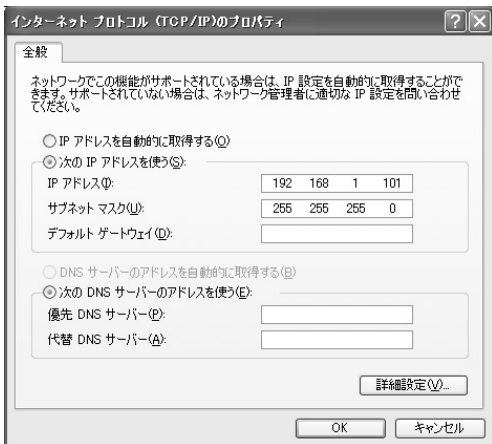 インターネット プロトコル (TCP/IP)のプロパティ
全般
ネットワークでこの機能がサポートされている場合は、IP 設定を自動的に取得することがで
きます。サポートされていない場合は、ネットワーク管理者に適切な IP 設定を問い合わせ
てください。
IP アドレスを自動的に取得する(O)
次の IP アドレスを使う(S):
IP アドレス(I): 192 168 1 101
サブネット マスク(U): 255 255 255 0
デフォルト ゲートウェイ(D):
DNS サーバーのアドレスを自動的に取得する(B)
次の DNS サーバーのアドレスを使う(E):
優先 DNS サーバー(P):
代替 DNS サーバー(A):
詳細設定(V)...
OK キャンセル